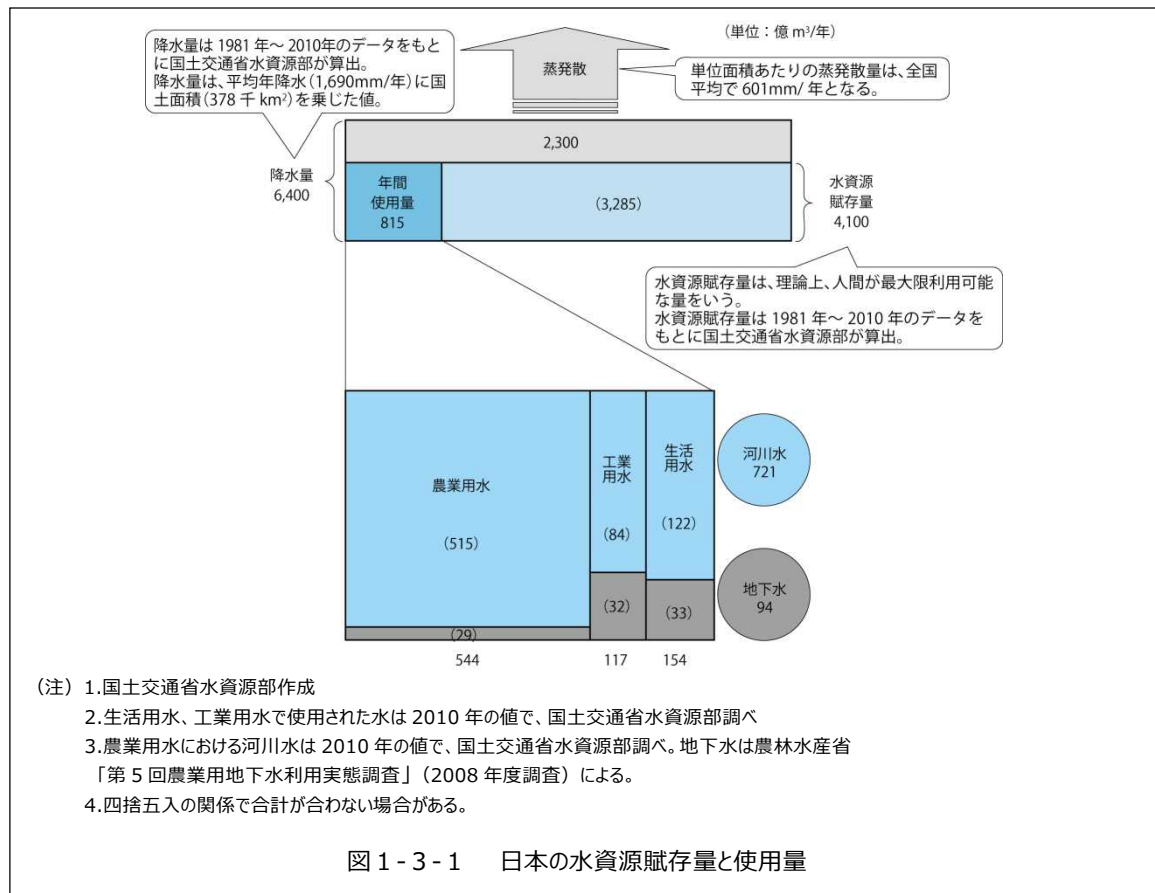 (単位：億 m³/年)
降水量は 1981 年～ 2010年のデータをもと
に国土交通省水資源部が算出。
降水量は、平均年降水(1,690mm/年)に国
土面積(378 千 km²)を乗じた値。
蒸発散
単位面積あたりの蒸発散量は、全国
平均で 601mm/ 年となる。
2,300
降水量
6,400
年間
使用量
815
(3,285)
水資源
賦存量
4,100
水資源賦存量は、理論上、人間が最大限利用可能
な量をいう。
水資源賦存量は 1981 年～ 2010 年のデータを
もとに国土交通省水資源部が算出。
農業用水
(515)
工業
用水
(84)
生活
用水
(122)
河川水
721
(29)
(32)
(33)
地下水
94
544
117
154
（注）1.国土交通省水資源部作成
2.生活用水、工業用水で使用された水は 2010 年の値で、国土交通省水資源部調べ
3.農業用水における河川水は 2010 年の値で、国土交通省水資源部調べ。地下水は農林水産省
「第 5 回農業用地下水利用実態調査」（2008 年度調査）による。
4.四捨五入の関係で合計が合わない場合がある。
図 1 - 3 - 1 日本の水資源賦存量と使用量